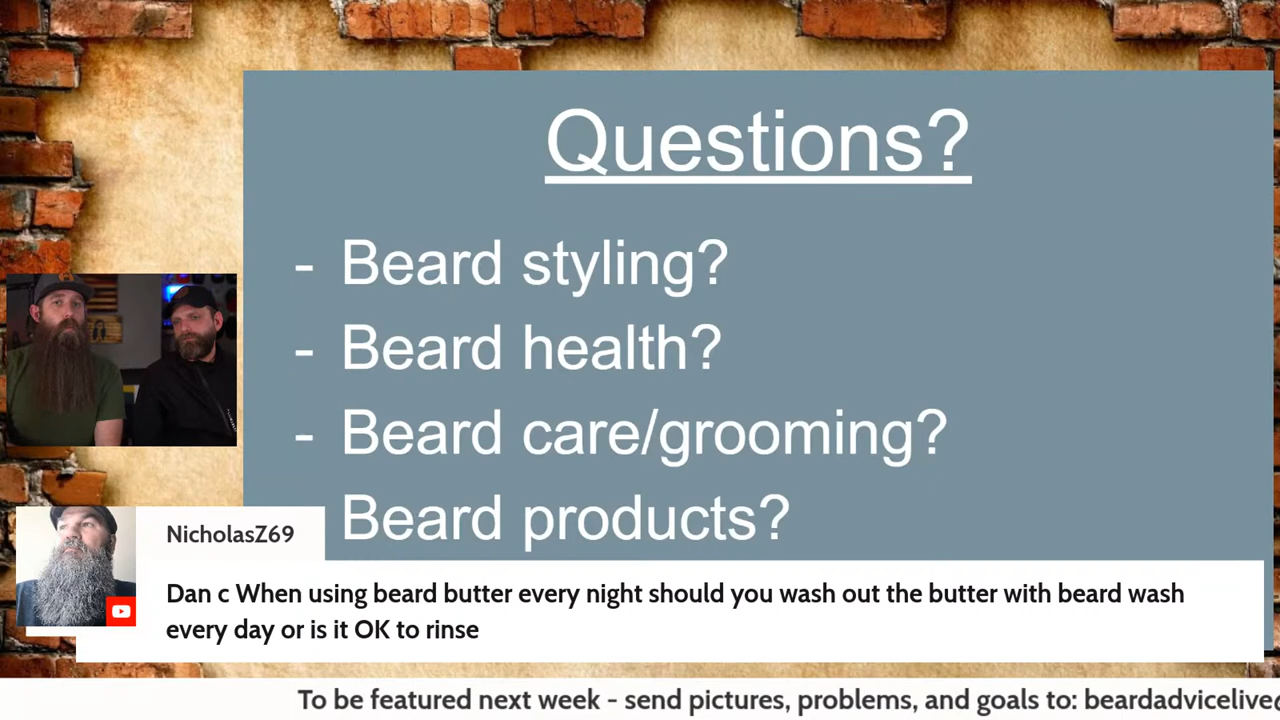 Questions?
- Beard styling?
- Beard health?
- Beard care/grooming?
Beard products?
NicholasZ69
Dan c When using beard butter every night should you wash out the butter with beard wash
every day or is it OK to rinse
To be featured next week - send pictures, problems, and goals to: beardadvicelive